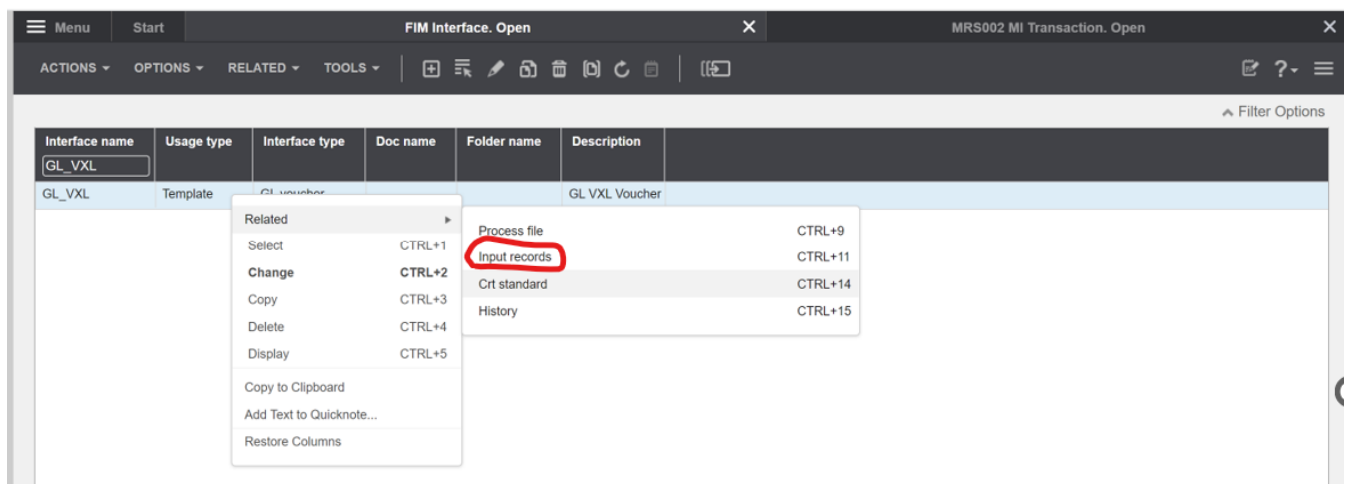 Menu Start FIM Interface. Open MRS002 MI Transaction. Open
ACTIONS OPTIONS RELATED TOOLS ?
Filter Options
Interface name Usage type Interface type Doc name Folder name Description
GL_VXL
GL_VXL Template GL voucher GL VXL Voucher
Related
Process file CTRL+9
Select CTRL+1
Input records CTRL+11
Change CTRL+2
Crt standard CTRL+14
Copy CTRL+3
History CTRL+15
Delete CTRL+4
Display CTRL+5
Copy to Clipboard
Add Text to Quicknote...
Restore Columns